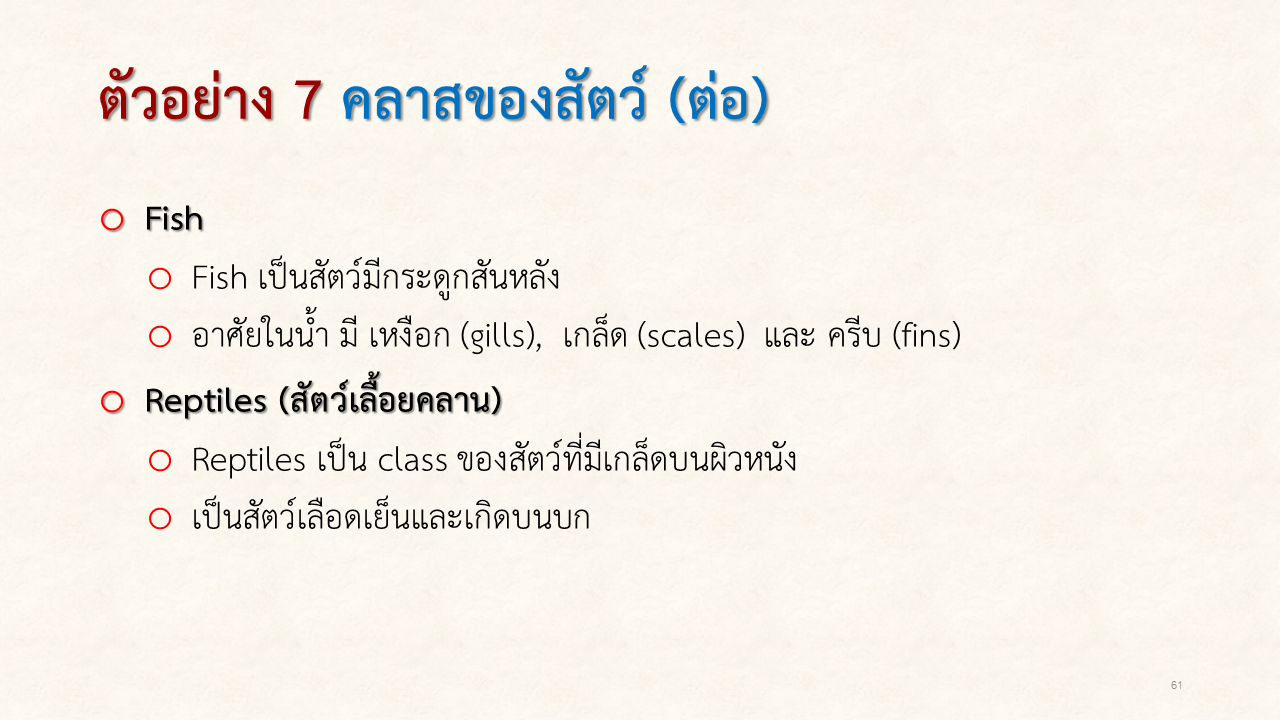 ตัวอย่าง 7 คลาสของสัตว์ (ต่อ)
Fish
Fish เป็นสัตว์มีกระดูกสันหลัง
อาศัยในน้ำ มี เหงือก (gills), เกล็ด (scales) และ ครีบ (fins)
Reptiles (สัตว์เลื้อยคลาน)
Reptiles เป็น class ของสัตว์ที่มีเกล็ดบนผิวหนัง
เป็นสัตว์เลือดเย็นและเกิดบนบก
61